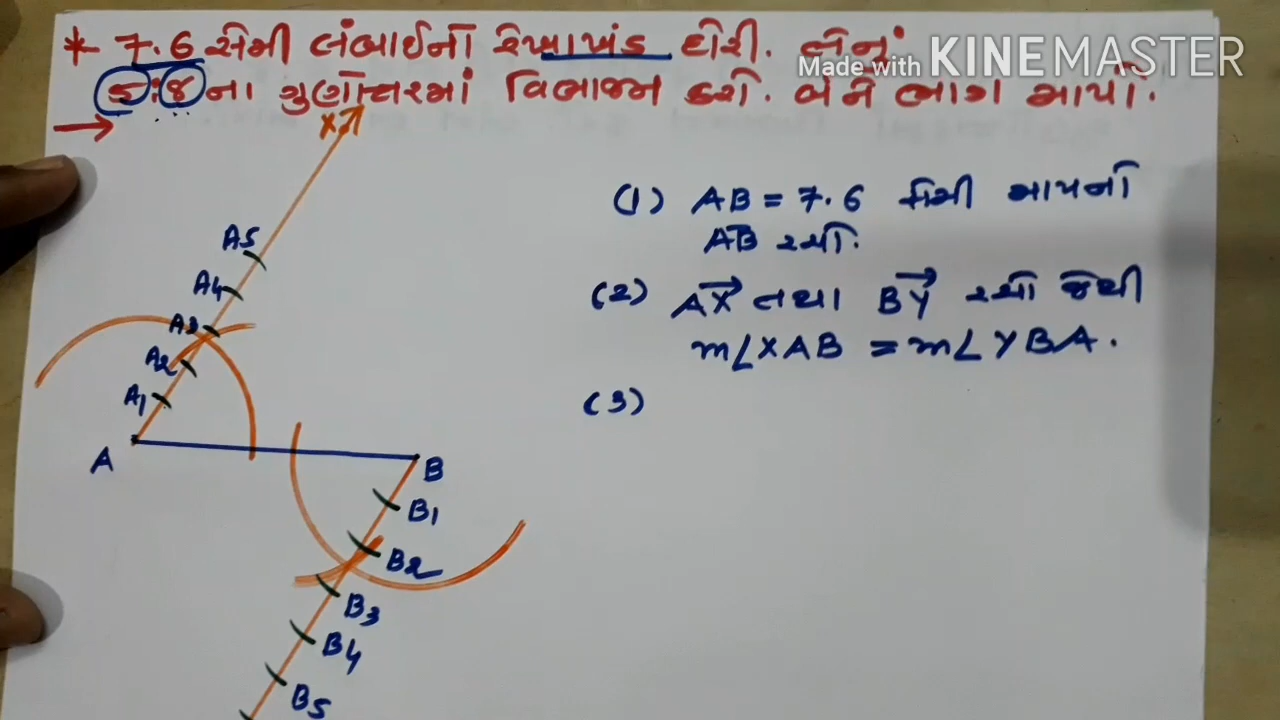 * 7.6 સેમી લંબાઈનો રેખાખંડ દોરી. તેનું
Made with KINEMASTER
5:8 ના ગુણોત્તરમાં વિભાજન કરો. બંને ભાગ માપો.
X
A5
A4
A3
A2
A1
A
B
B1
B2
B3
B4
B5
(1) AB = 7.6 સેમી માપનો
AB રચો.
(2) AX તથા BY રચો જેથી
m∠XAB = m∠YBA.
(3)